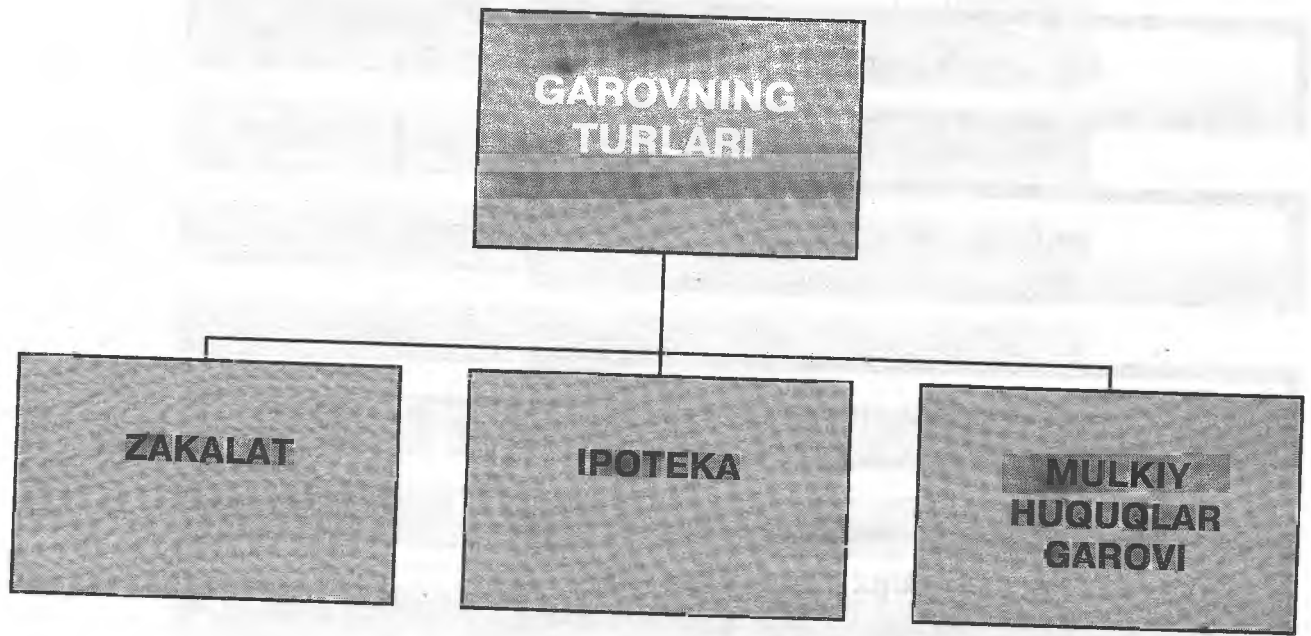 GAROVNING
TURLARI
ZAKALAT
IPOTEKA
MULKIY
HUQUQLAR
GAROVI